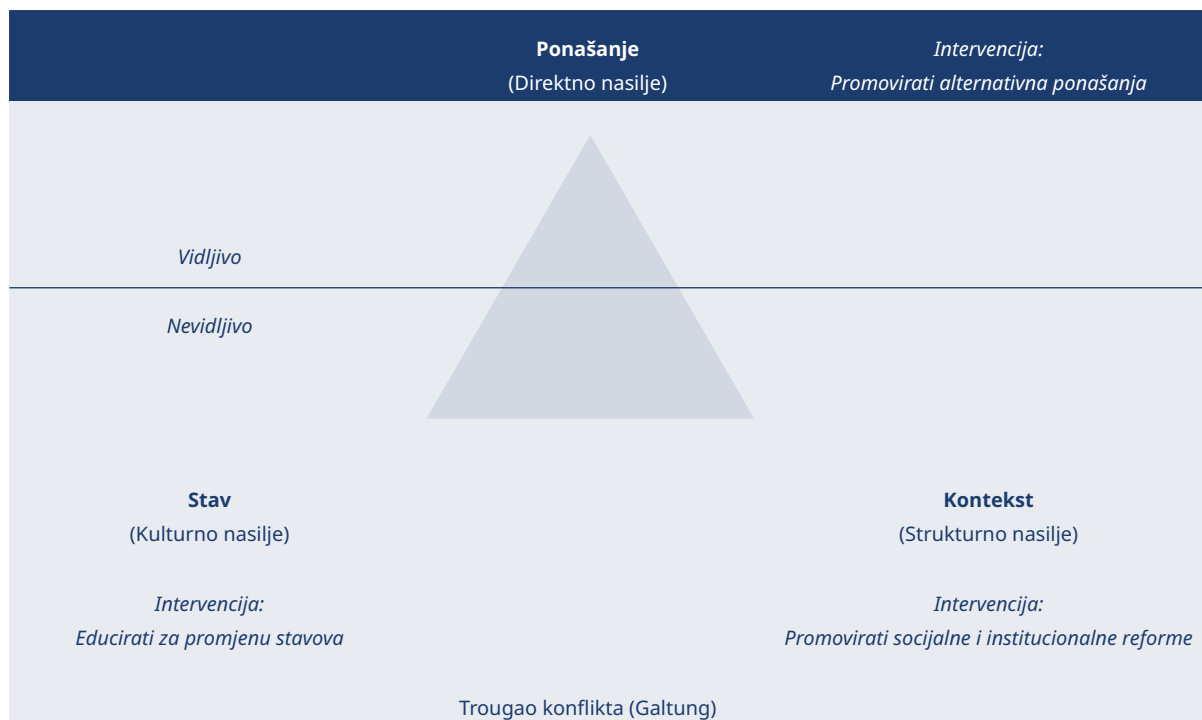 Ponašanje
(Direktno nasilje)
Intervencija:
Promovirati alternativna ponašanja
Vidljivo
Nevidljivo
Stav
(Kulturno nasilje)
Intervencija:
Educirati za promjenu stavova
Kontekst
(Strukturno nasilje)
Intervencija:
Promovirati socijalne i institucionalne reforme
Trougao konflikta (Galtung)